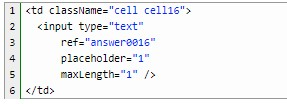 1 <td className="cell cell16">
2 <input type="text"
3 ref="answer0016"
4 placeholder="1"
5 maxLength="1" />
6 </td>